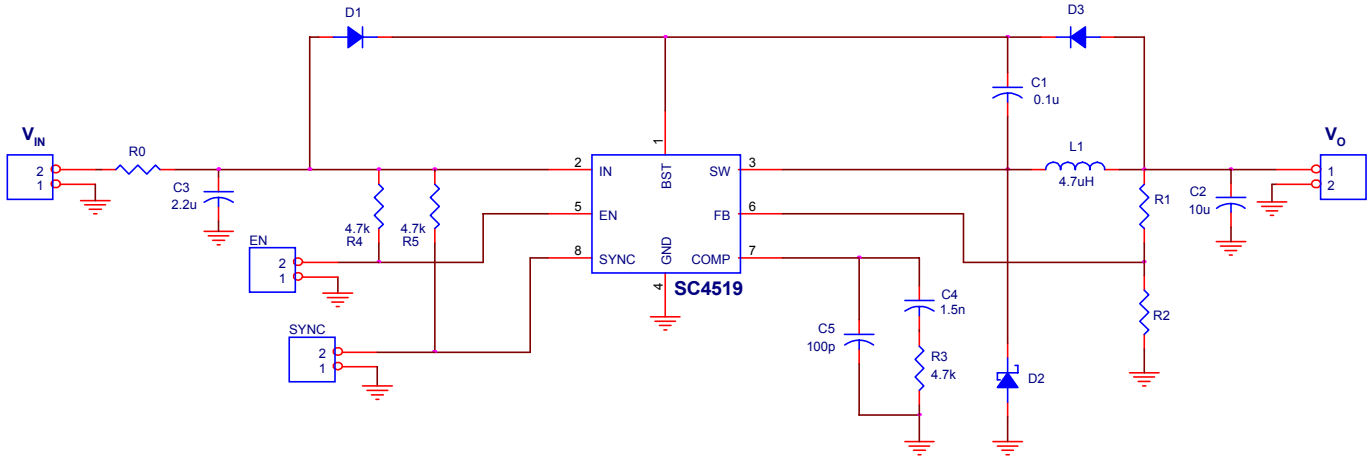 D1
D3
C1
0.1u
V_IN
2
1
R0
C3
2.2u
4.7k
R4
4.7k
R5
EN
2
1
SYNC
2
1
1
BST
2
IN
5
EN
8
SYNC
GND
4
SW
3
FB
6
COMP
7
SC4519
L1
4.7uH
R1
R2
C2
10u
V_O
1
2
C5
100p
C4
1.5n
R3
4.7k
D2